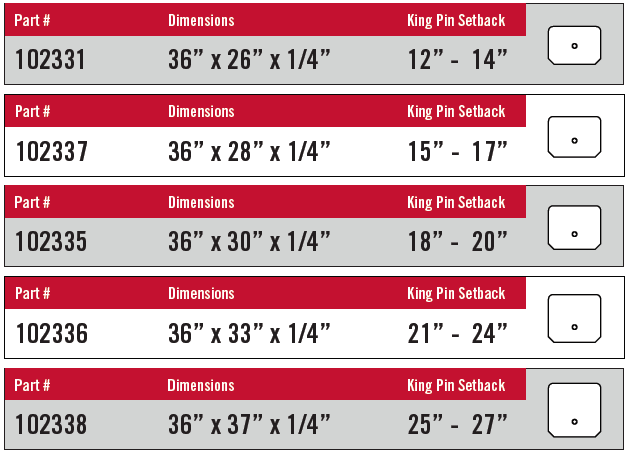 Part # Dimensions King Pin Setback
102331 36” x 26” x 1/4” 12” - 14”
Part # Dimensions King Pin Setback
102337 36” x 28” x 1/4” 15” - 17”
Part # Dimensions King Pin Setback
102335 36” x 30” x 1/4” 18” - 20”
Part # Dimensions King Pin Setback
102336 36” x 33” x 1/4” 21” - 24”
Part # Dimensions King Pin Setback
102338 36” x 37” x 1/4” 25” - 27”